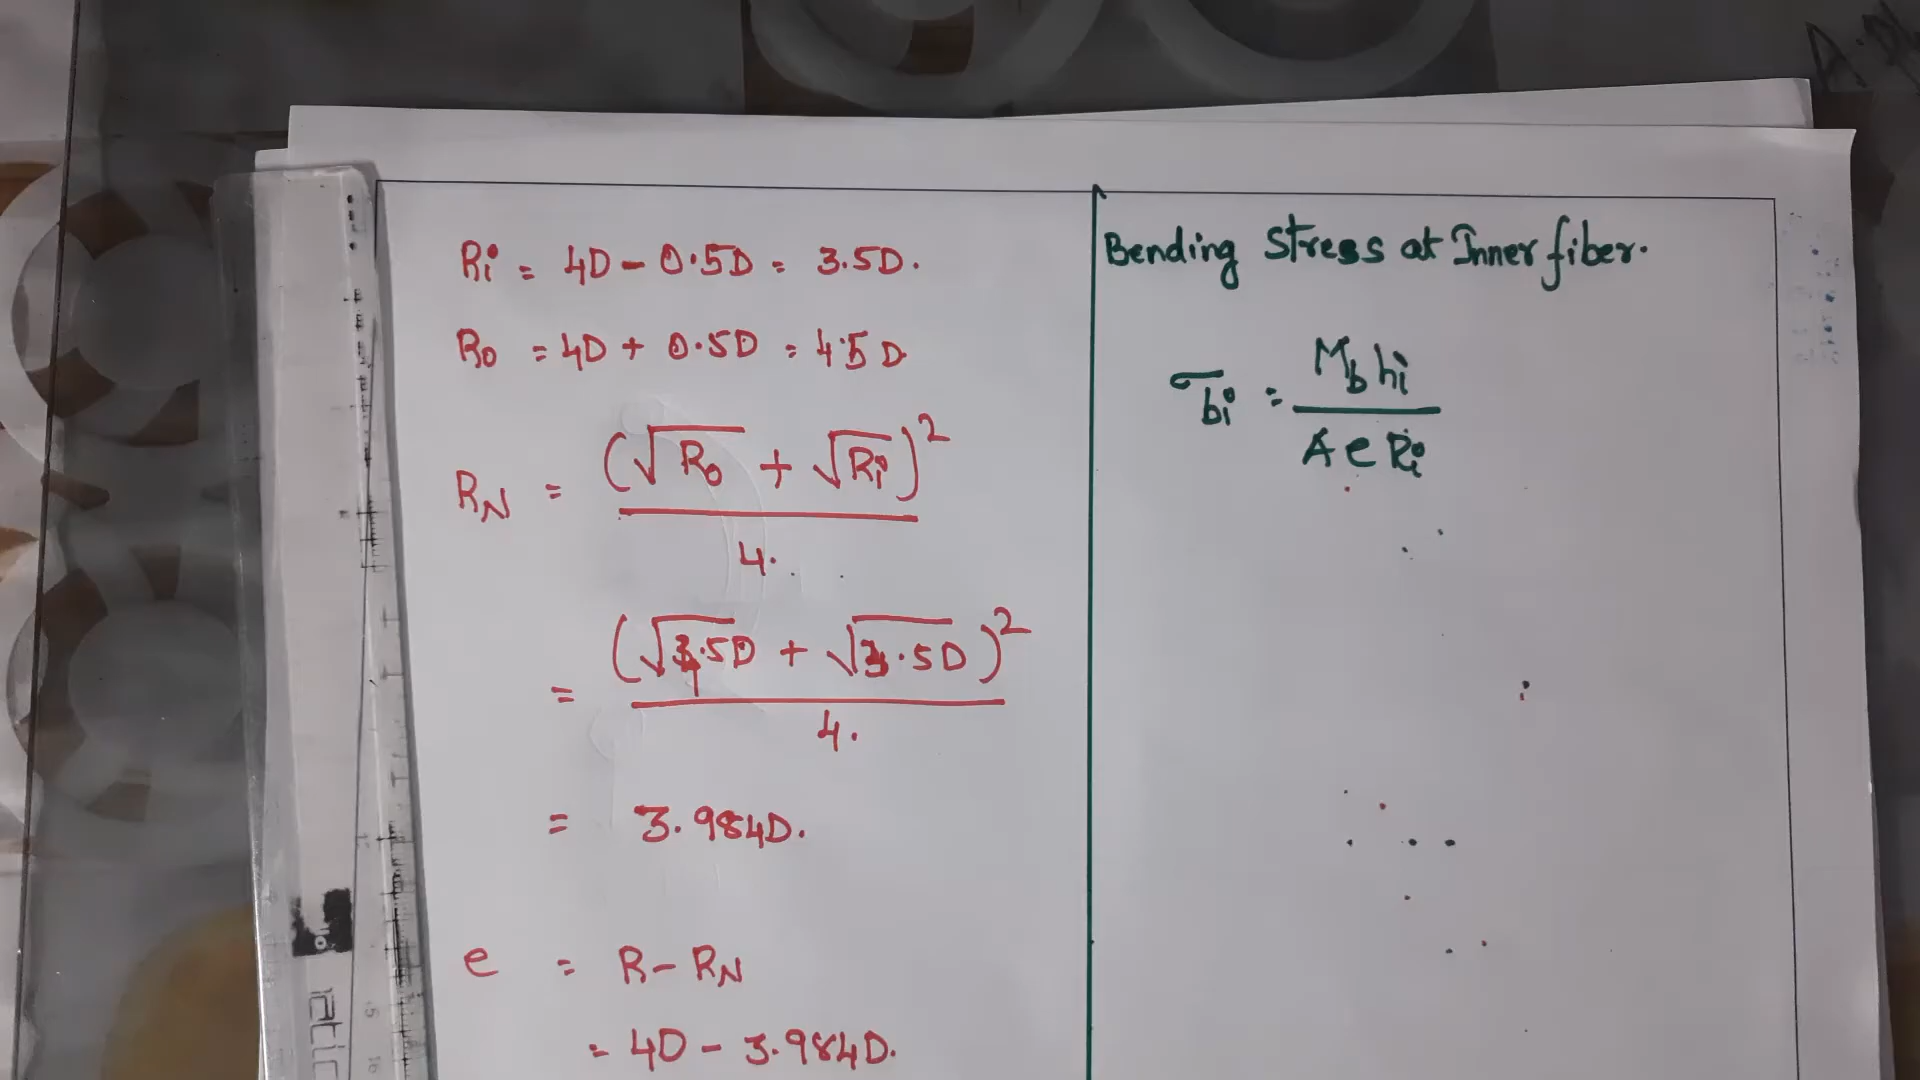 Ri = 4D - 0.5D = 3.5D.
Ro = 4D + 0.5D = 4.5D
RN = (√Ro + √Ri)² / 4.
= (√4.5D + √3.5D)² / 4.
= 3.984D.
e = R - RN
= 4D - 3.984D.
Bending Stress at Inner fiber.
σbi = Mb hi / A e Ri